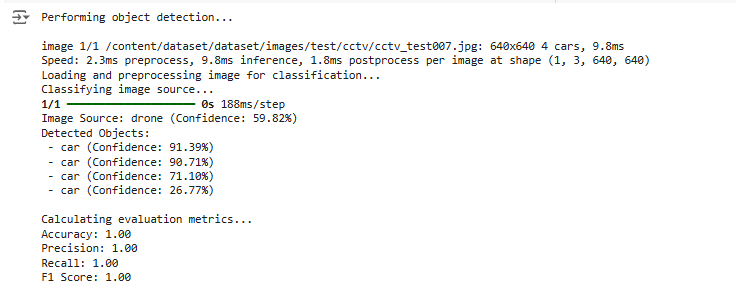 Performing object detection...
image 1/1 /content/dataset/dataset/images/test/cctv/cctv_test007.jpg: 640x640 4 cars, 9.8ms
Speed: 2.3ms preprocess, 9.8ms inference, 1.8ms postprocess per image at shape (1, 3, 640, 640)
Loading and preprocessing image for classification...
Classifying image source...
1/1 ━━━━━━━━━━━━━━━━━━━━ 0s 188ms/step
Image Source: drone (Confidence: 59.82%)
Detected Objects:
- car (Confidence: 91.39%)
- car (Confidence: 90.71%)
- car (Confidence: 71.10%)
- car (Confidence: 26.77%)
Calculating evaluation metrics...
Accuracy: 1.00
Precision: 1.00
Recall: 1.00
F1 Score: 1.00